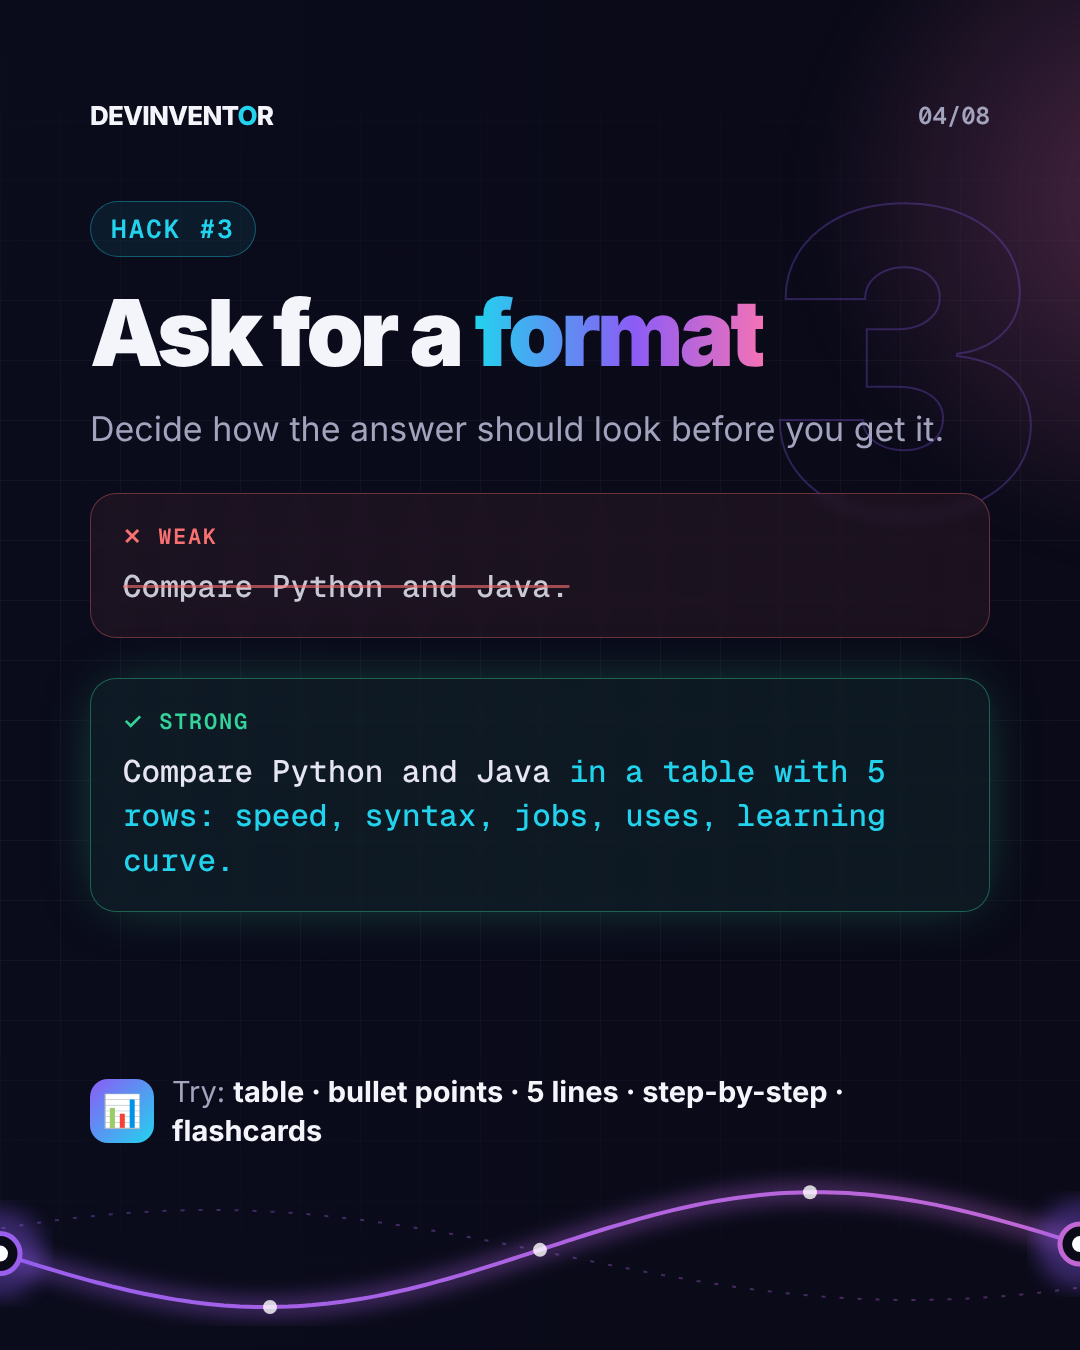 DEVINVENTOR
04/08
HACK #3
3
Ask for a format
Decide how the answer should look before you get it.
✕ WEAK
Compare Python and Java.
✓ STRONG
Compare Python and Java in a table with 5
rows: speed, syntax, jobs, uses, learning
curve.
Try: table · bullet points · 5 lines · step-by-step ·
flashcards